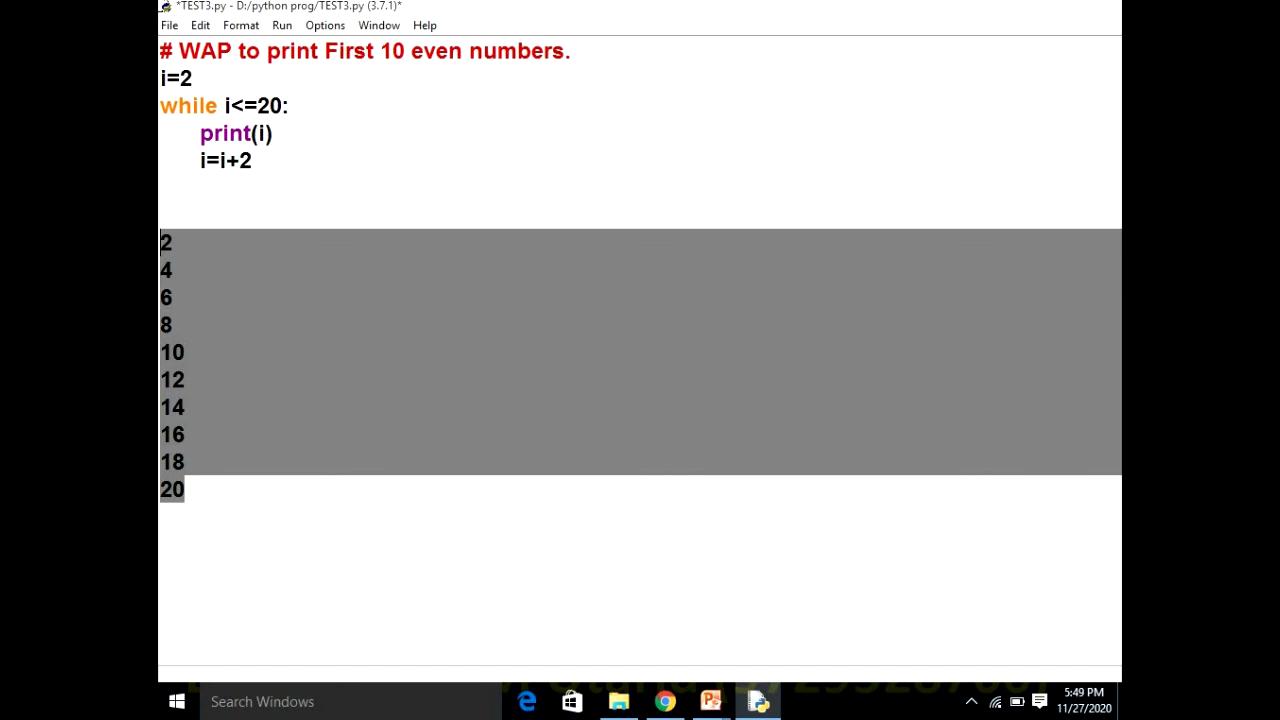 *TEST3.py - D:/python prog/TEST3.py (3.7.1)*
File Edit Format Run Options Window Help
# WAP to print First 10 even numbers.
i=2
while i<=20:
print(i)
i=i+2
2
4
6
8
10
12
14
16
18
20
Search Windows
5:49 PM
11/27/2020